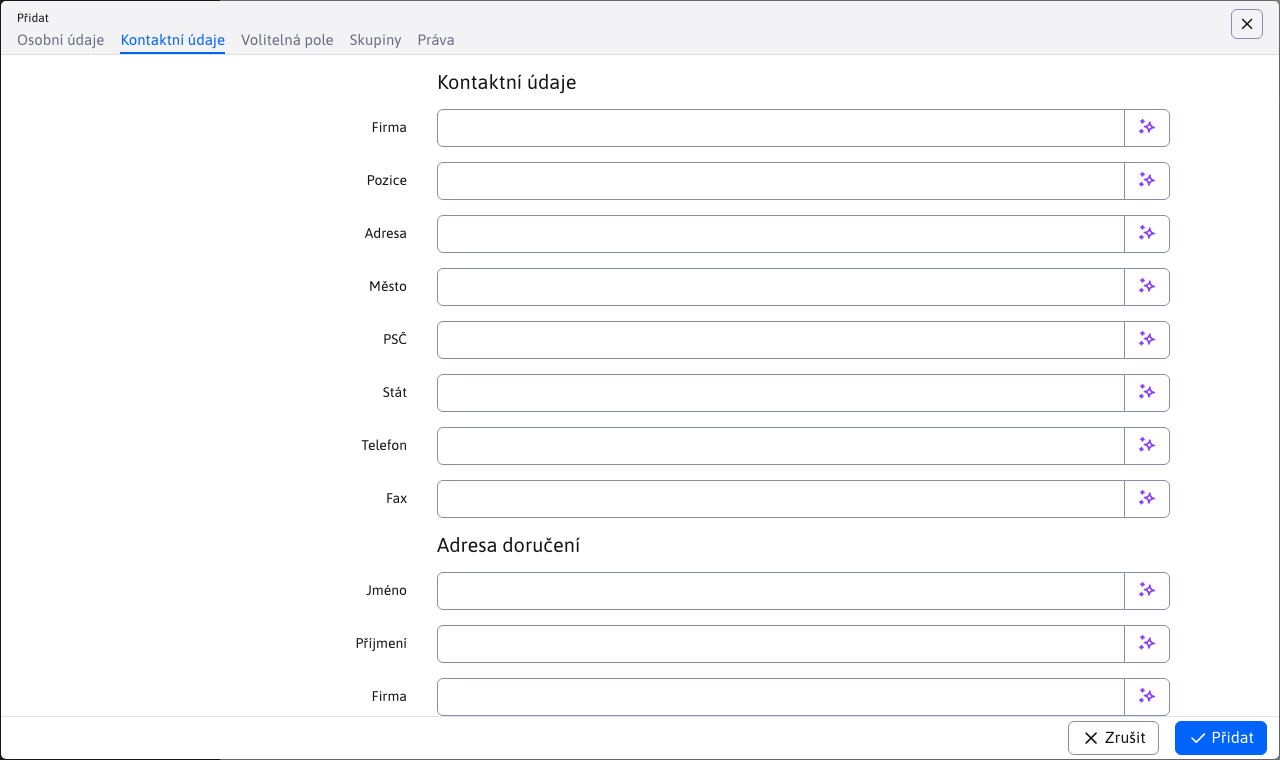 Přidat
Osobní údaje Kontaktní údaje Volitelná pole Skupiny Práva
Kontaktní údaje
Firma
Pozice
Adresa
Město
PSČ
Stát
Telefon
Fax
Adresa doručení
Jméno
Příjmení
Firma
Zrušit Přidat